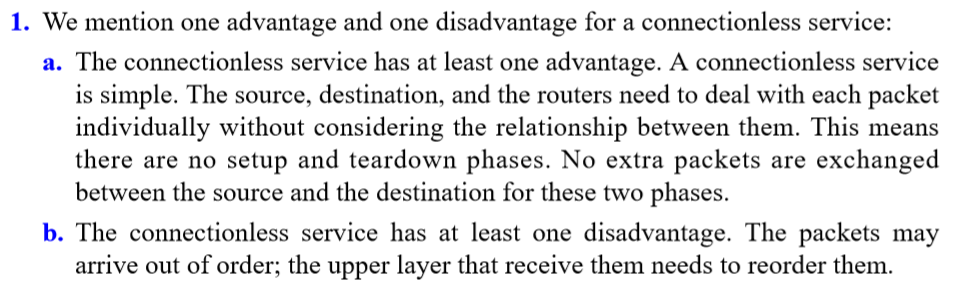 1. We mention one advantage and one disadvantage for a connectionless service:
a. The connectionless service has at least one advantage. A connectionless service
is simple. The source, destination, and the routers need to deal with each packet
individually without considering the relationship between them. This means
there are no setup and teardown phases. No extra packets are exchanged
between the source and the destination for these two phases.
b. The connectionless service has at least one disadvantage. The packets may
arrive out of order; the upper layer that receive them needs to reorder them.